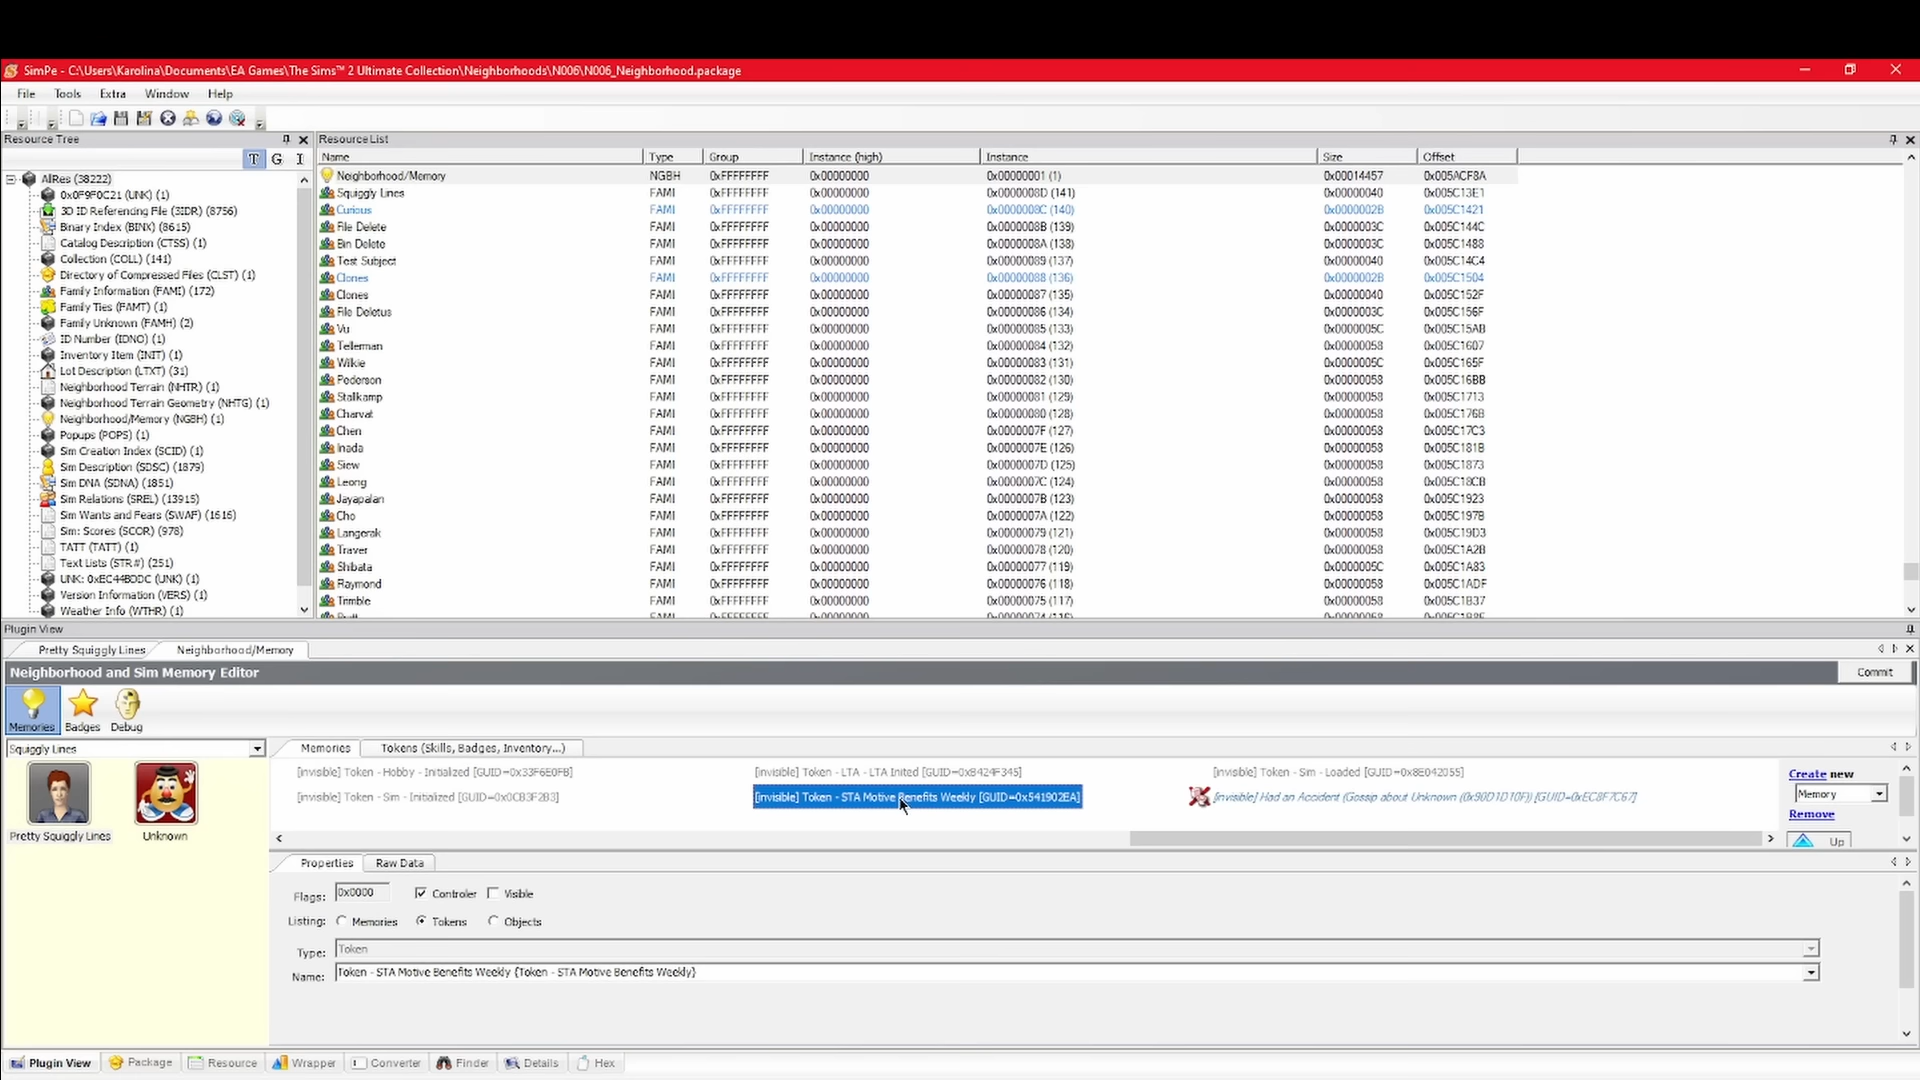 SimPe - C:\Users\Karolina\Documents\EA Games\The Sims™ 2 Ultimate Collection\Neighborhoods\N006\N006_Neighborhood.package
File Tools Extra Window Help
Resource Tree
T G I
AllRes (38222)
0x0F9F0C21 (UNK) (1)
3D ID Referencing File (3IDR) (8756)
Binary Index (BINX) (8615)
Catalog Description (CTSS) (1)
Collection (COLL) (141)
Directory of Compressed Files (CLST) (1)
Family Information (FAMI) (172)
Family Ties (FAMT) (1)
Family Unknown (FAMH) (2)
ID Number (IDNO) (1)
Inventory Item (INIT) (1)
Lot Description (LTXT) (31)
Neighborhood Terrain (NHTR) (1)
Neighborhood Terrain Geometry (NHTG) (1)
Neighborhood/Memory (NGBH) (1)
Popups (POPS) (1)
Sim Creation Index (SCID) (1)
Sim Description (SDSC) (1879)
Sim DNA (SDNA) (1851)
Sim Relations (SREL) (13915)
Sim Wants and Fears (SWAF) (1616)
Sim: Scores (SCOR) (978)
TATT (TATT) (1)
Text Lists (STR#) (251)
UNK: 0xEC44BDDC (UNK) (1)
Version Information (VERS) (1)
Weather Info (WTHR) (1)
Resource List
Name Type Group Instance (high) Instance Size Offset
Neighborhood/Memory NGBH 0xFFFFFFFF 0x00000000 0x00000001 (1) 0x00014457 0x005ACF8A
Squiggly Lines FAMI 0xFFFFFFFF 0x00000000 0x0000008D (141) 0x00000040 0x005C13E1
Curious FAMI 0xFFFFFFFF 0x00000000 0x0000008C (140) 0x0000002B 0x005C1421
File Delete FAMI 0xFFFFFFFF 0x00000000 0x0000008B (139) 0x0000003C 0x005C144C
Bin Delete FAMI 0xFFFFFFFF 0x00000000 0x0000008A (138) 0x0000003C 0x005C1488
Test Subject FAMI 0xFFFFFFFF 0x00000000 0x00000089 (137) 0x00000040 0x005C14C4
Clones FAMI 0xFFFFFFFF 0x00000000 0x00000088 (136) 0x0000002B 0x005C1504
Clones FAMI 0xFFFFFFFF 0x00000000 0x00000087 (135) 0x00000040 0x005C152F
File Deletus FAMI 0xFFFFFFFF 0x00000000 0x00000086 (134) 0x0000003C 0x005C156F
Vu FAMI 0xFFFFFFFF 0x00000000 0x00000085 (133) 0x0000005C 0x005C15AB
Tellerman FAMI 0xFFFFFFFF 0x00000000 0x00000084 (132) 0x00000058 0x005C1607
Wilkie FAMI 0xFFFFFFFF 0x00000000 0x00000083 (131) 0x0000005C 0x005C165F
Pederson FAMI 0xFFFFFFFF 0x00000000 0x00000082 (130) 0x00000058 0x005C16BB
Stallkamp FAMI 0xFFFFFFFF 0x00000000 0x00000081 (129) 0x00000058 0x005C1713
Charvat FAMI 0xFFFFFFFF 0x00000000 0x00000080 (128) 0x00000058 0x005C176B
Chen FAMI 0xFFFFFFFF 0x00000000 0x0000007F (127) 0x00000058 0x005C17C3
Inada FAMI 0xFFFFFFFF 0x00000000 0x0000007E (126) 0x00000058 0x005C181B
Siew FAMI 0xFFFFFFFF 0x00000000 0x0000007D (125) 0x00000058 0x005C1873
Leong FAMI 0xFFFFFFFF 0x00000000 0x0000007C (124) 0x00000058 0x005C18CB
Jayapalan FAMI 0xFFFFFFFF 0x00000000 0x0000007B (123) 0x00000058 0x005C1923
Cho FAMI 0xFFFFFFFF 0x00000000 0x0000007A (122) 0x00000058 0x005C197B
Langerak FAMI 0xFFFFFFFF 0x00000000 0x00000079 (121) 0x00000058 0x005C19D3
Traver FAMI 0xFFFFFFFF 0x00000000 0x00000078 (120) 0x00000058 0x005C1A2B
Shibata FAMI 0xFFFFFFFF 0x00000000 0x00000077 (119) 0x0000005C 0x005C1A83
Raymond FAMI 0xFFFFFFFF 0x00000000 0x00000076 (118) 0x00000058 0x005C1ADF
Trimble FAMI 0xFFFFFFFF 0x00000000 0x00000075 (117) 0x00000058 0x005C1B37
Plugin View
Pretty Squiggly Lines Neighborhood/Memory
Neighborhood and Sim Memory Editor Commit
Memories Badges Debug
Squiggly Lines
Pretty Squiggly Lines Unknown
Memories Tokens (Skills, Badges, Inventory...)
[invisible] Token - Hobby - Initialized [GUID=0x33F6E0FB] [invisible] Token - LTA - LTA Inited [GUID=0xB424F345] [invisible] Token - Sim - Loaded [GUID=0x8E042055]
[invisible] Token - Sim - Initialized [GUID=0x0CB3F2B3] [invisible] Token - STA Motive Benefits Weekly [GUID=0x541902EA] [invisible] Had an Accident (Gossip about Unknown (0x90D1D10F)) [GUID=0xEC8F7C67]
Create new
Memory
Remove
Up
Properties Raw Data
Flags: 0x0000 Controler Visible
Listing: Memories Tokens Objects
Type: Token
Name: Token - STA Motive Benefits Weekly {Token - STA Motive Benefits Weekly}
Plugin View Package Resource Wrapper Converter Finder Details Hex